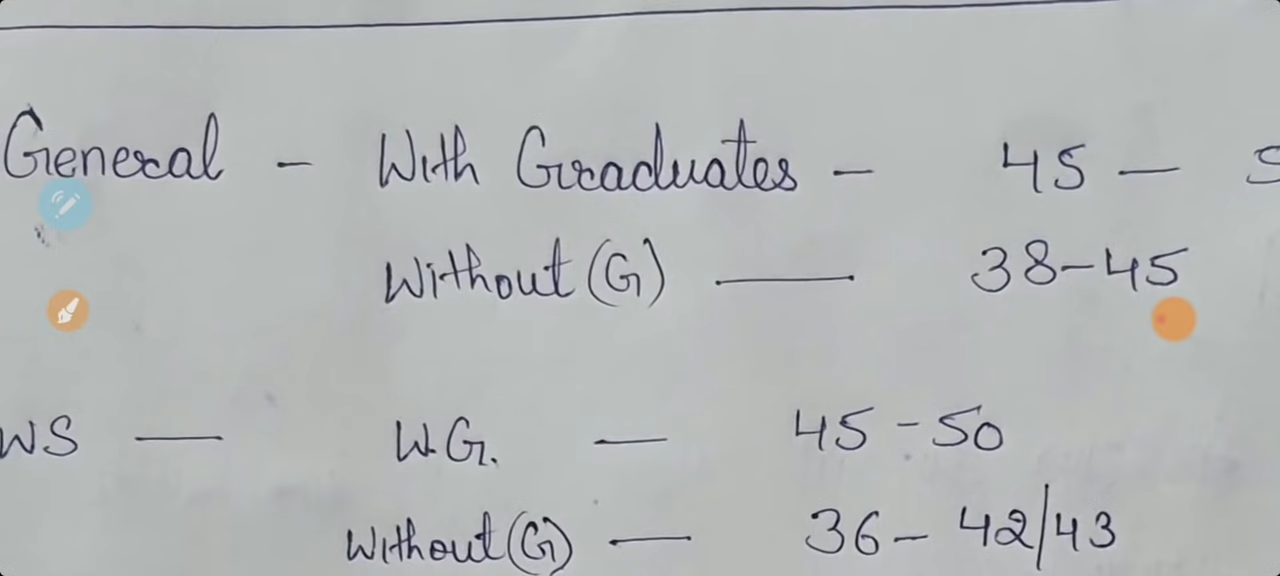 General - With Graduates - 45 -
Without (G) — 38-45
WS — W.G. — 45-50
Without (G) — 36- 42/43